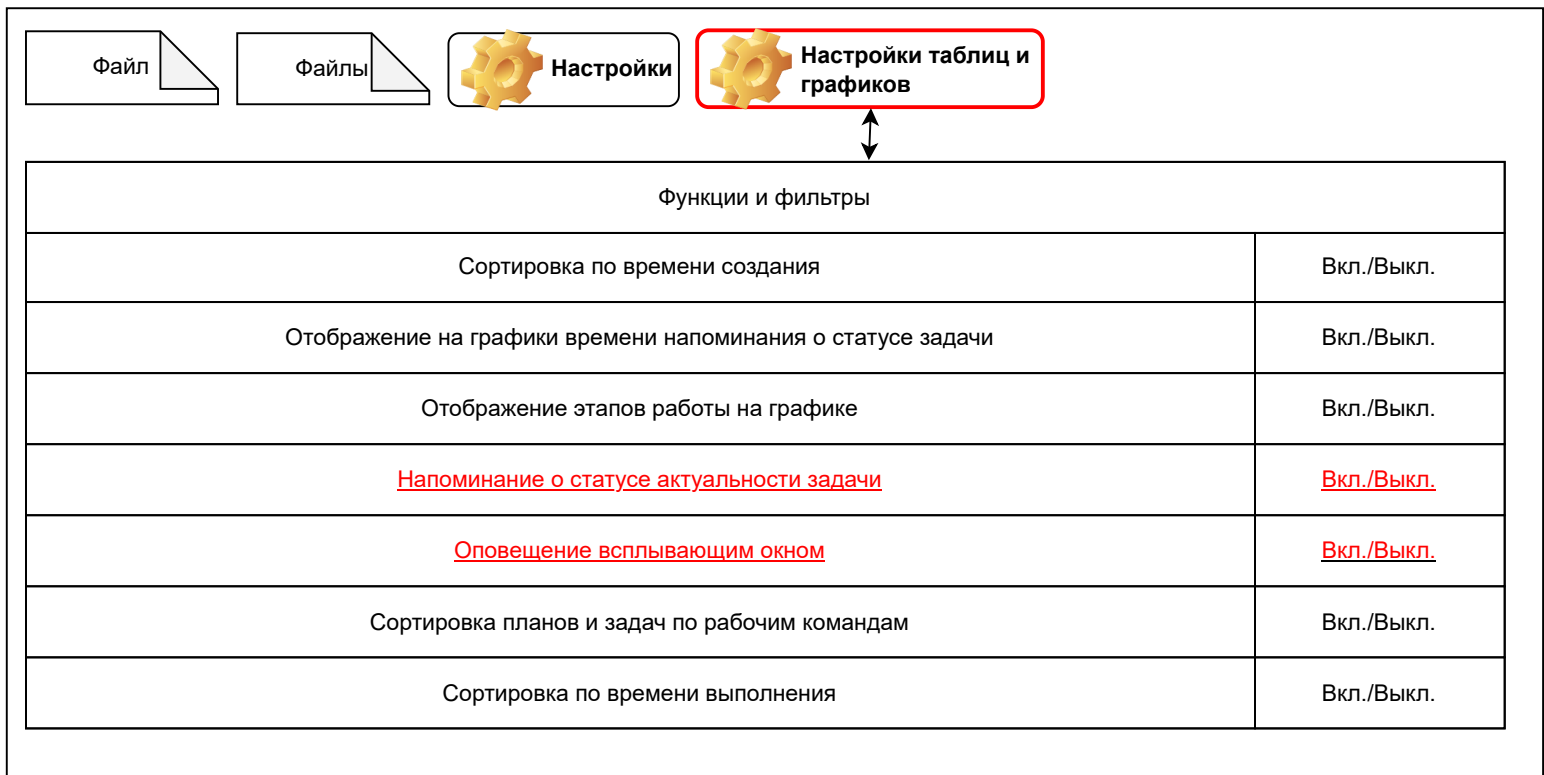 Файл
Файлы
Настройки
Настройки таблиц и
графиков
Функции и фильтры
Сортировка по времени создания Вкл./Выкл.
Отображение на графики времени напоминания о статусе задачи Вкл./Выкл.
Отображение этапов работы на графике Вкл./Выкл.
Напоминание о статусе актуальности задачи Вкл./Выкл.
Оповещение всплывающим окном Вкл./Выкл.
Сортировка планов и задач по рабочим командам Вкл./Выкл.
Сортировка по времени выполнения Вкл./Выкл.